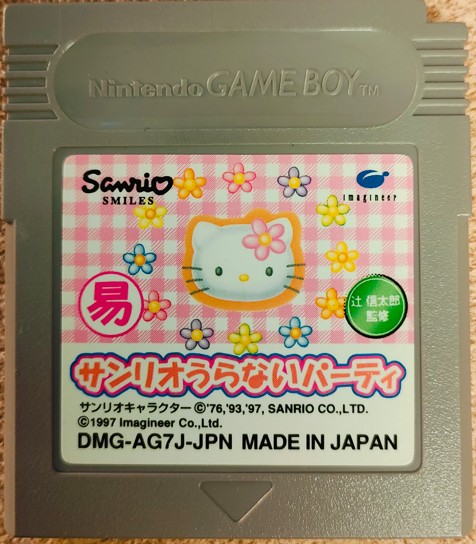 Nintendo GAME BOY TM
Sanrio
SMILES
imagineer
易
辻 信太郎
監修
サンリオうらないパーティ
サンリオキャラクター ©'76,'93,'97, SANRIO CO.,LTD.
©1997 Imagineer Co.,Ltd.
DMG-AG7J-JPN MADE IN JAPAN